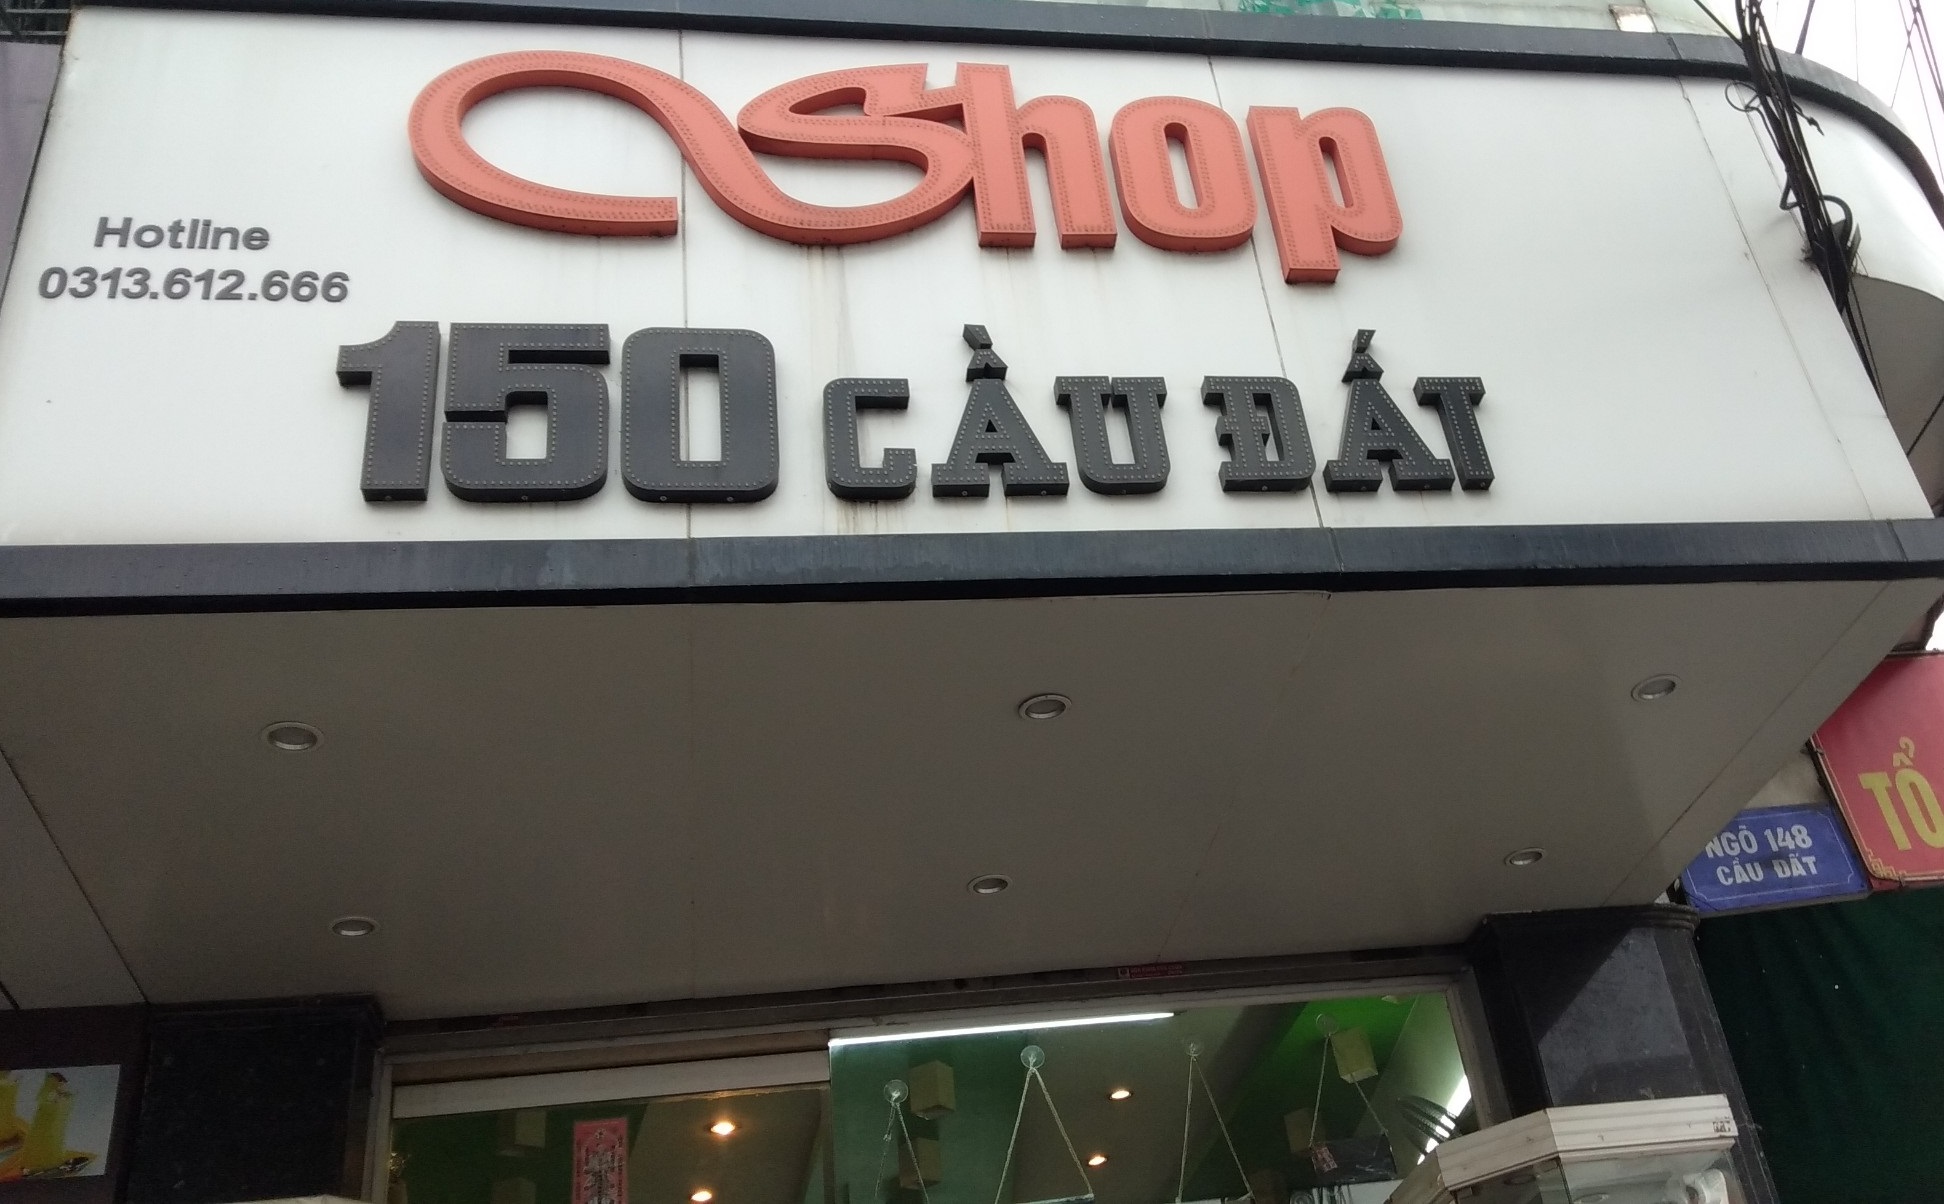 Shop
Hotline
0313.612.666
150 CẦU ĐẤT
TỔ
NGÕ 148
CẦU ĐẤT